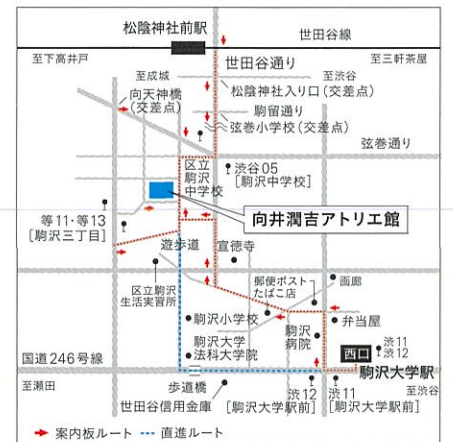 松陰神社前駅
世田谷線
至下高井戸
至三軒茶屋
世田谷通り
至成城
至渋谷
松陰神社入り口(交差点)
向天神橋
(交差点)
駒留通り
弦巻小学校(交差点)
弦巻通り
区立
駒沢
中学校
渋谷05
[駒沢中学校]
等11・等13
[駒沢三丁目]
向井潤吉アトリエ館
遊歩道
宣徳寺
区立駒沢
生活実習所
郵便ポスト
たばこ店
画廊
駒沢小学校
駒沢
病院
弁当屋
駒沢大学
法科大学院
西口
渋11
渋12
国道246号線
駒沢大学駅
至瀬田
歩道橋
至渋谷
世田谷信用金庫
渋12
[駒沢大学駅前]
渋11
[駒沢大学駅前]
案内板ルート
直進ルート